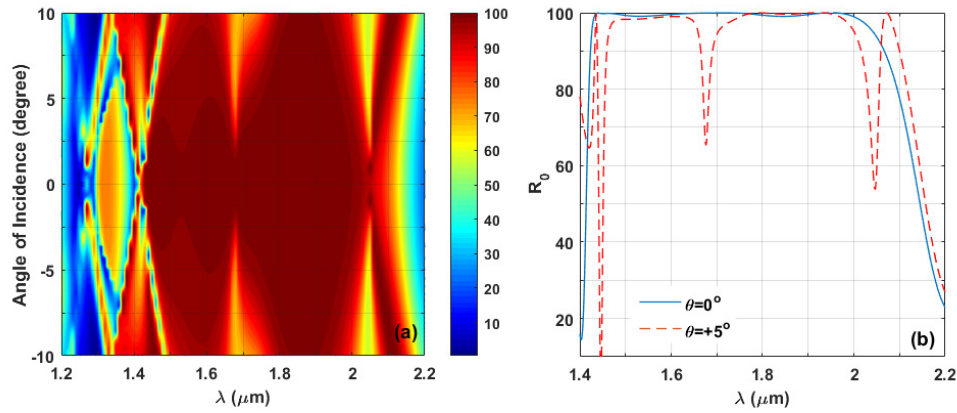 Angle of Incidence (degree)
10
5
0
-5
-10
1.2 1.4 1.6 1.8 2 2.2
λ (μm)
(a)
100
90
80
70
60
50
40
30
20
10
R0
100
80
60
40
20
1.4 1.6 1.8 2 2.2
λ (μm)
θ=0°
θ=+5°
(b)